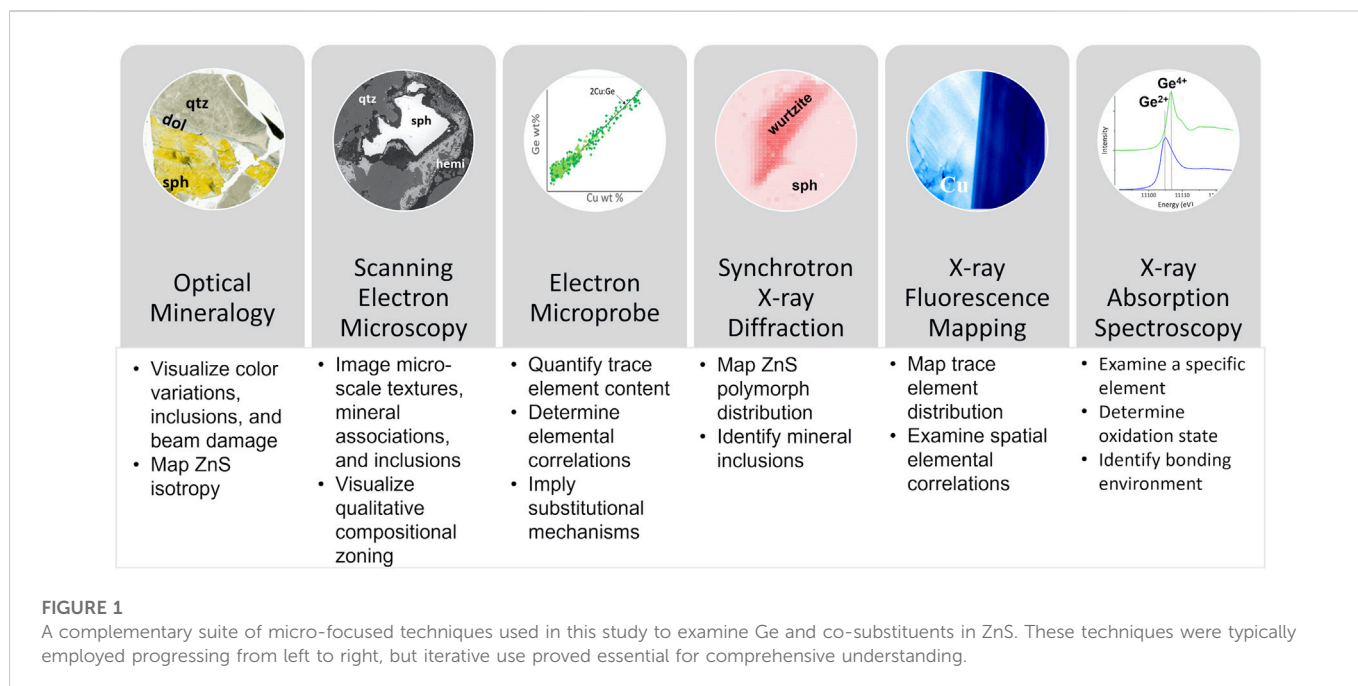 qtz
dol
sph
Optical
Mineralogy
• Visualize color
variations,
inclusions, and
beam damage
• Map ZnS
isotropy
qtz
sph
hemi
Scanning
Electron
Microscopy
• Image micro-
scale textures,
mineral
associations,
and inclusions
• Visualize
qualitative
compositional
zoning
2Cu:Ge
Ge wt%
Cu wt %
Electron
Microprobe
• Quantify trace
element content
• Determine
elemental
correlations
• Imply
substitutional
mechanisms
wurtzite
sph
Synchrotron
X-ray
Diffraction
• Map ZnS
polymorph
distribution
• Identify mineral
inclusions
Cu
X-ray
Fluorescence
Mapping
• Map trace
element
distribution
• Examine spatial
elemental
correlations
Ge⁴⁺
Ge²⁺
Intensity
11100 11110
Energy (eV)
X-ray
Absorption
Spectroscopy
• Examine a specific
element
• Determine
oxidation state
• Identify bonding
environment
FIGURE 1
A complementary suite of micro-focused techniques used in this study to examine Ge and co-substituents in ZnS. These techniques were typically
employed progressing from left to right, but iterative use proved essential for comprehensive understanding.